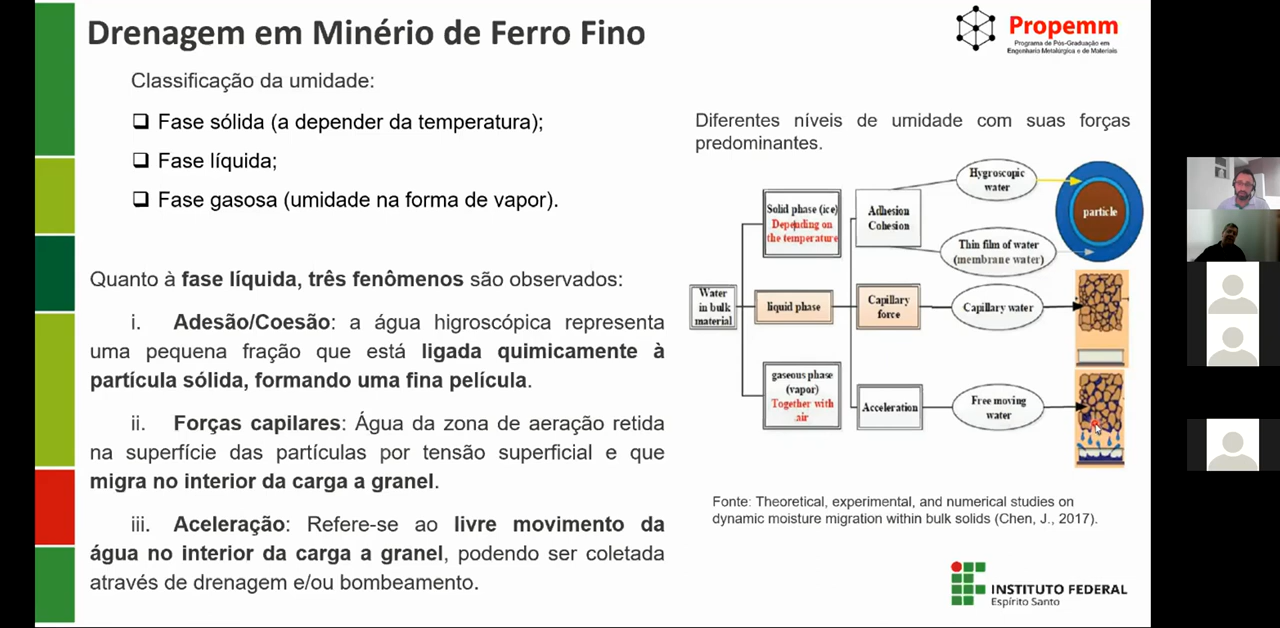 Drenagem em Minério de Ferro Fino
Propemm
Programa de Pós-Graduação em
Engenharia Metalúrgica e de Materiais
Classificação da umidade:
Fase sólida (a depender da temperatura);
Fase líquida;
Fase gasosa (umidade na forma de vapor).
Quanto à fase líquida, três fenômenos são observados:
i. Adesão/Coesão: a água higroscópica representa
uma pequena fração que está ligada quimicamente à
partícula sólida, formando uma fina película.
ii. Forças capilares: Água da zona de aeração retida
na superfície das partículas por tensão superficial e que
migra no interior da carga a granel.
iii. Aceleração: Refere-se ao livre movimento da
água no interior da carga a granel, podendo ser coletada
através de drenagem e/ou bombeamento.
Diferentes níveis de umidade com suas forças
predominantes.
Water
in bulk
material
Solid phase (ice)
Depending on
the temperature
liquid phase
gaseous phase
(vapor)
Together with
air
Adhesion
Cohesion
Capillary
force
Acceleration
Hygroscopic
water
Thin film of water
(membrane water)
Capillary water
Free moving
water
particle
Fonte: Theoretical, experimental, and numerical studies on
dynamic moisture migration within bulk solids (Chen, J., 2017).
INSTITUTO FEDERAL
Espírito Santo